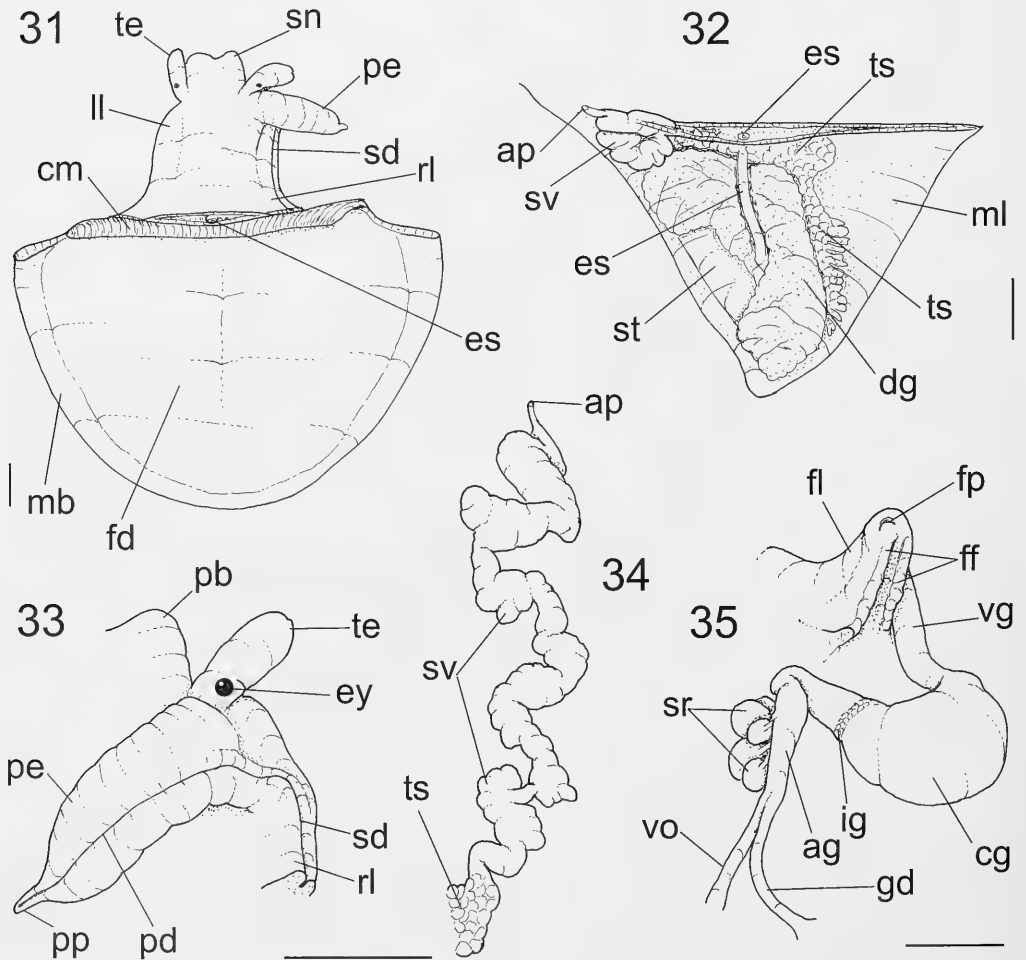 31
te
sn
pe
ll
sd
cm
rl
es
mb
fd
32
es
ts
ap
sv
ml
es
ts
st
dg
33
pb
te
ey
pe
sd
rl
pp
pd
34
ap
sv
ts
35
fl
fp
ff
vg
sr
vo
ag
ig
gd
cg